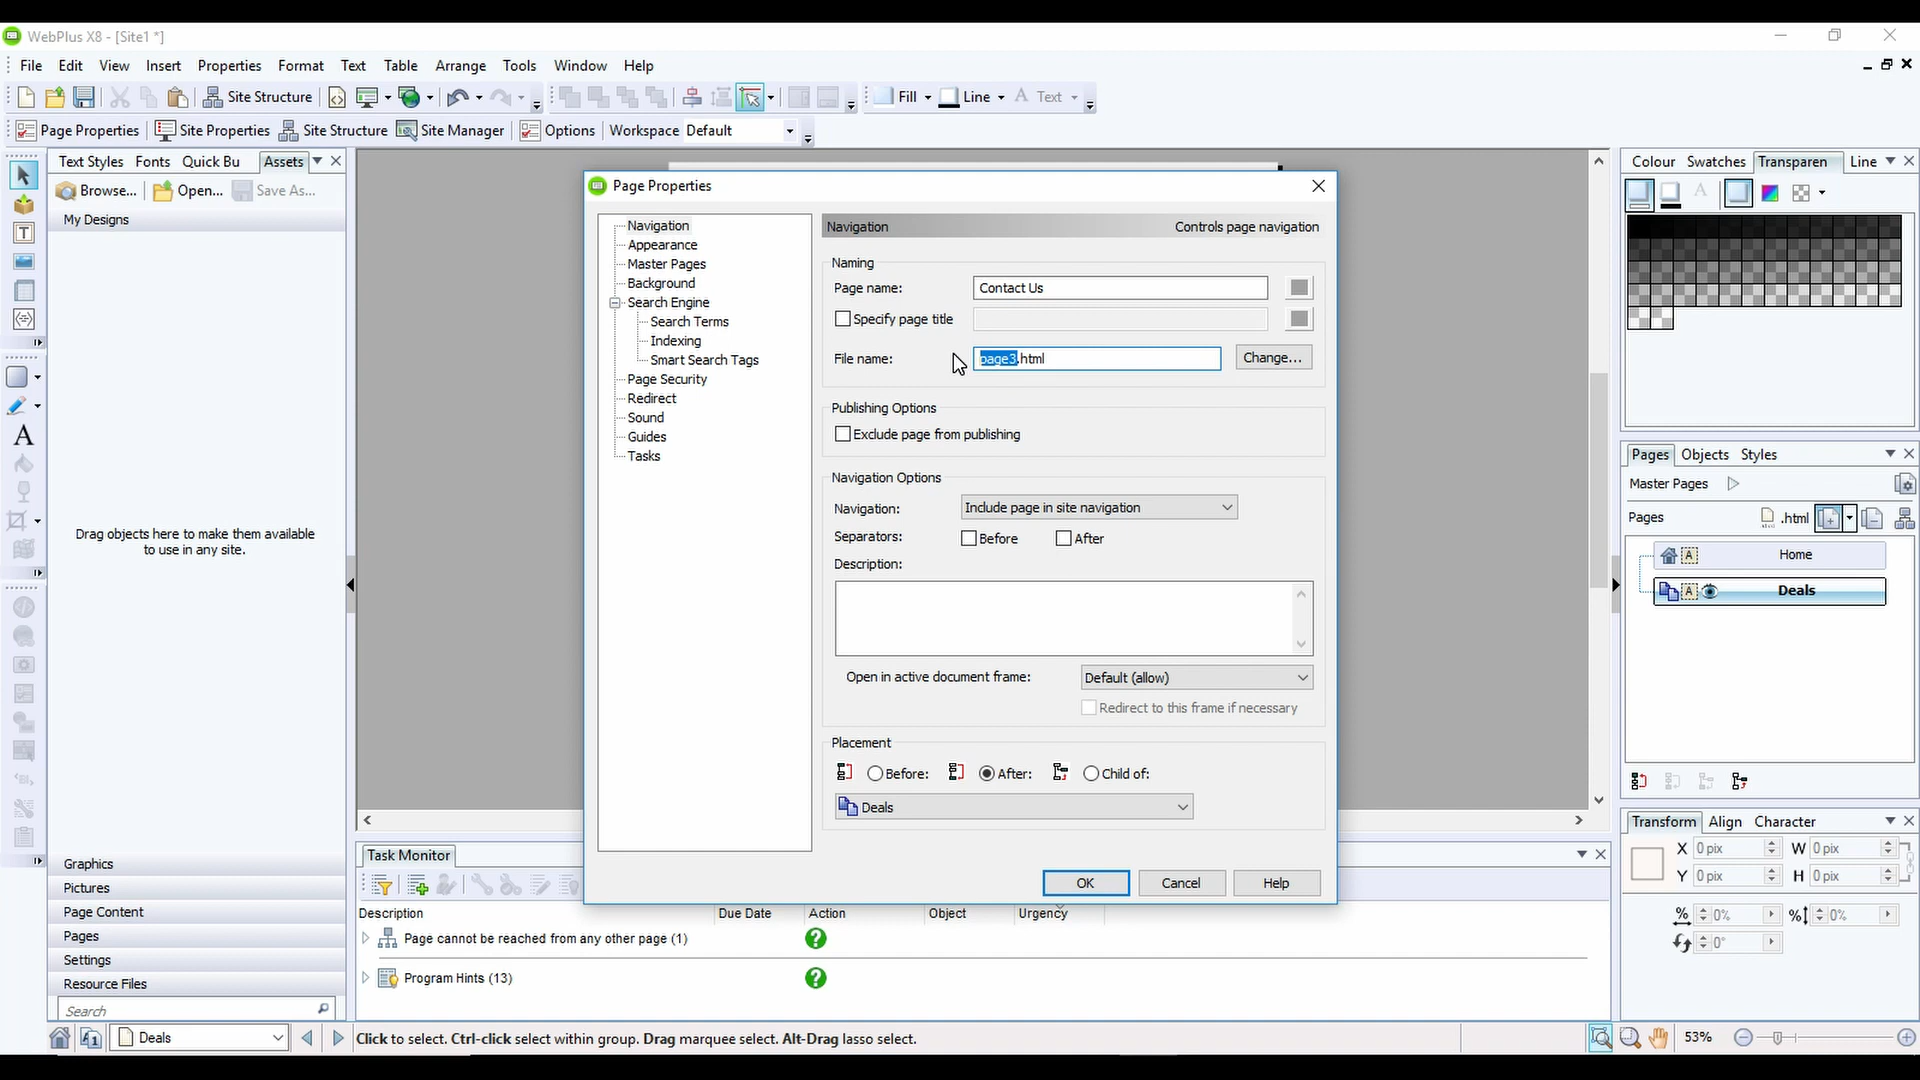 WebPlus X8 - [Site1 *]
File Edit View Insert Properties Format Text Table Arrange Tools Window Help
Site Structure Fill Line A Text
Page Properties Site Properties Site Structure Site Manager Options Workspace Default
Text Styles Fonts Quick Bu Assets
Browse... Open... Save As...
My Designs
Drag objects here to make them available
to use in any site.
Graphics
Pictures
Page Content
Pages
Settings
Resource Files
Search
Page Properties
Navigation
Appearance
Master Pages
Background
Search Engine
Search Terms
Indexing
Smart Search Tags
Page Security
Redirect
Sound
Guides
Tasks
Navigation Controls page navigation
Naming
Page name: Contact Us
Specify page title
File name: page3.html Change...
Publishing Options
Exclude page from publishing
Navigation Options
Navigation: Include page in site navigation
Separators: Before After
Description:
Open in active document frame: Default (allow)
Redirect to this frame if necessary
Placement
Before: After: Child of:
Deals
OK Cancel Help
Task Monitor
Description Due Date Action Object Urgency
Page cannot be reached from any other page (1)
Program Hints (13)
Colour Swatches Transparen Line
Pages Objects Styles
Master Pages
Pages .html
A Home
A Deals
Transform Align Character
X 0 pix W 0 pix
Y 0 pix H 0 pix
% 0% % 0%
0°
Deals Click to select. Ctrl-click select within group. Drag marquee select. Alt-Drag lasso select. 53%